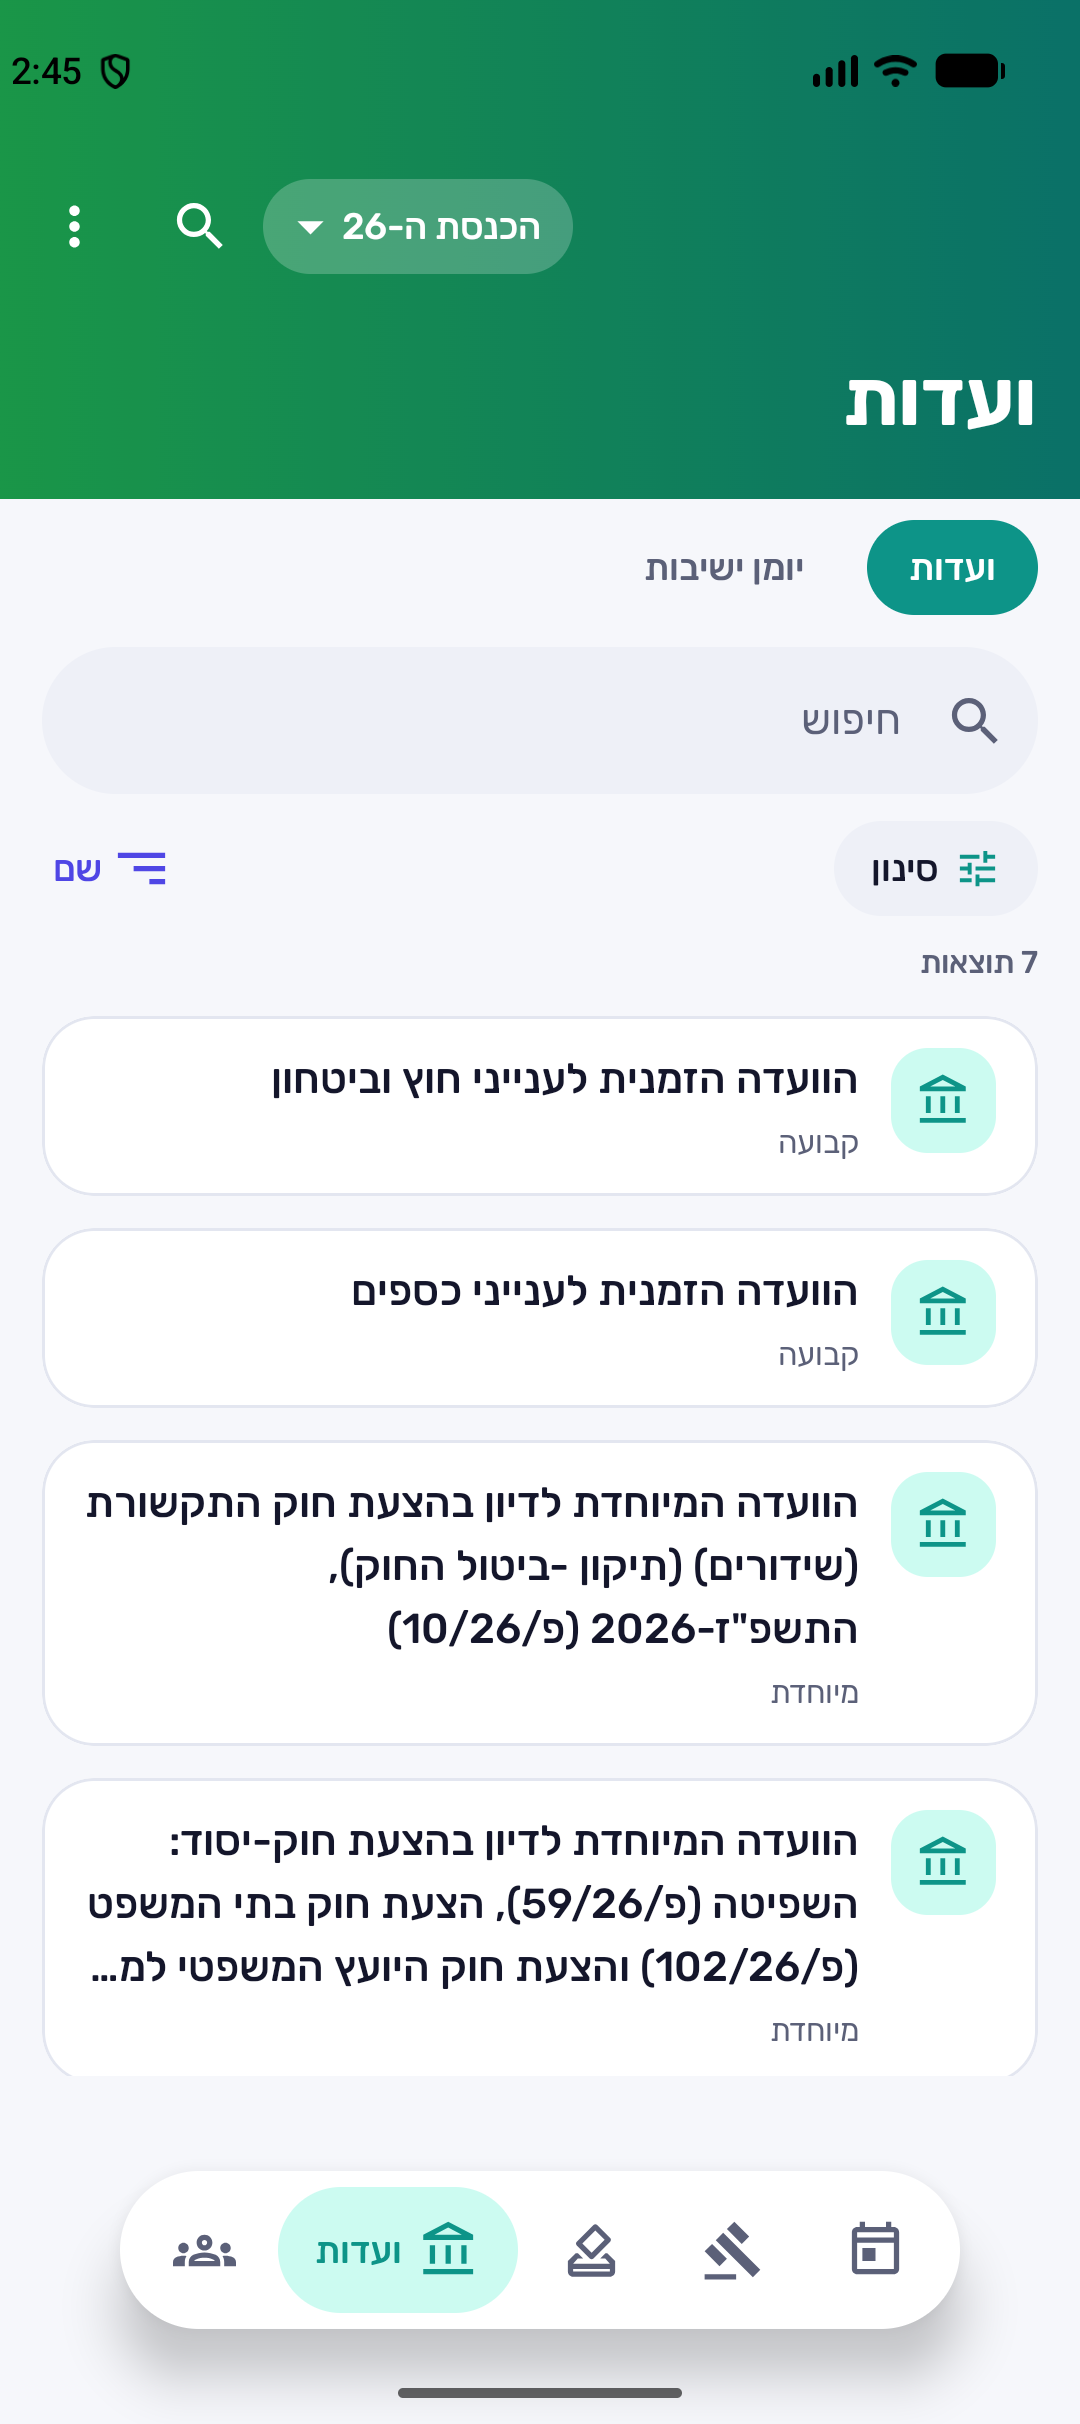 2:45
הכנסת ה-26
ועדות
ועדות
יומן ישיבות
חיפוש
סינון
שם
7 תוצאות
הוועדה הזמנית לענייני חוץ וביטחון
קבועה
הוועדה הזמנית לענייני כספים
קבועה
הוועדה המיוחדת לדיון בהצעת חוק התקשורת
(שידורים) (תיקון -ביטול החוק),
התשפ"ז-2026 (פ/10/26)
מיוחדת
הוועדה המיוחדת לדיון בהצעת חוק-יסוד:
השפיטה (פ/59/26), הצעת חוק בתי המשפט
(פ/102/26) והצעת חוק היועץ המשפטי למ...
מיוחדת
ועדות